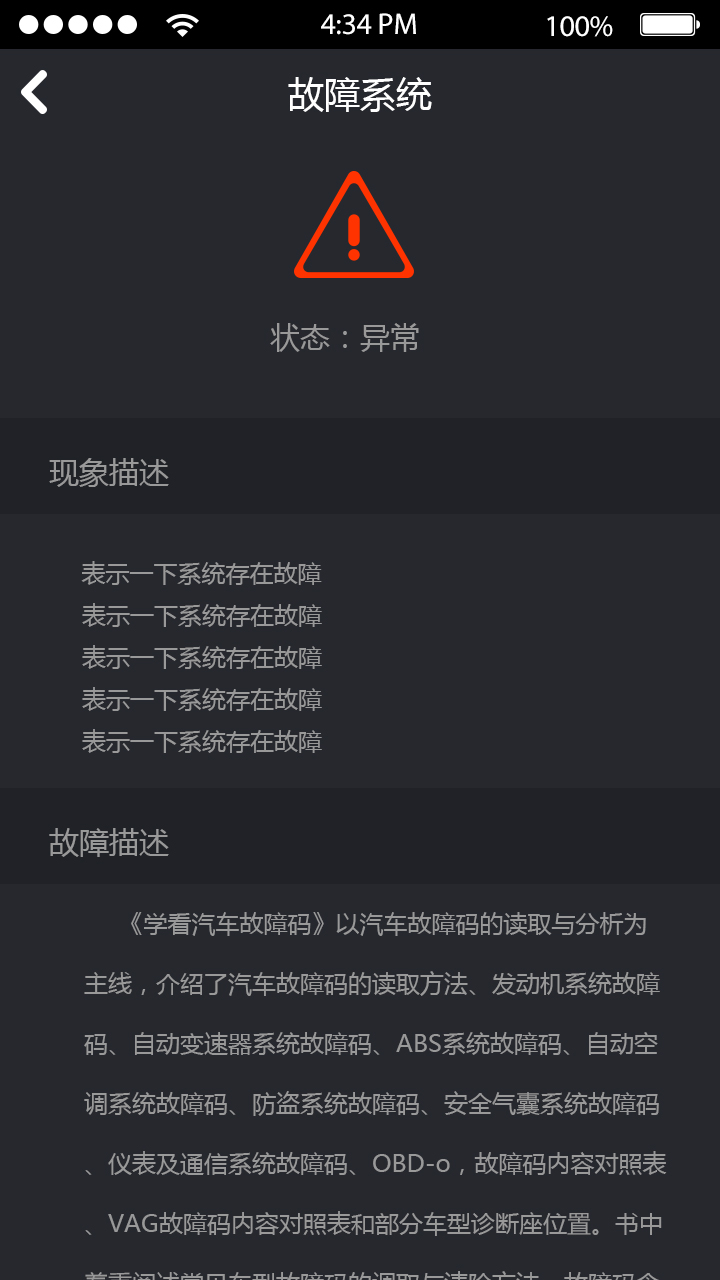 4:34 PM 100%
故障系统
状态：异常
现象描述
表示一下系统存在故障
表示一下系统存在故障
表示一下系统存在故障
表示一下系统存在故障
表示一下系统存在故障
故障描述
《学看汽车故障码》以汽车故障码的读取与分析为
主线，介绍了汽车故障码的读取方法、发动机系统故障
码、自动变速器系统故障码、ABS系统故障码、自动空
调系统故障码、防盗系统故障码、安全气囊系统故障码
、仪表及通信系统故障码、OBD-o，故障码内容对照表
、VAG故障码内容对照表和部分车型诊断座位置。书中